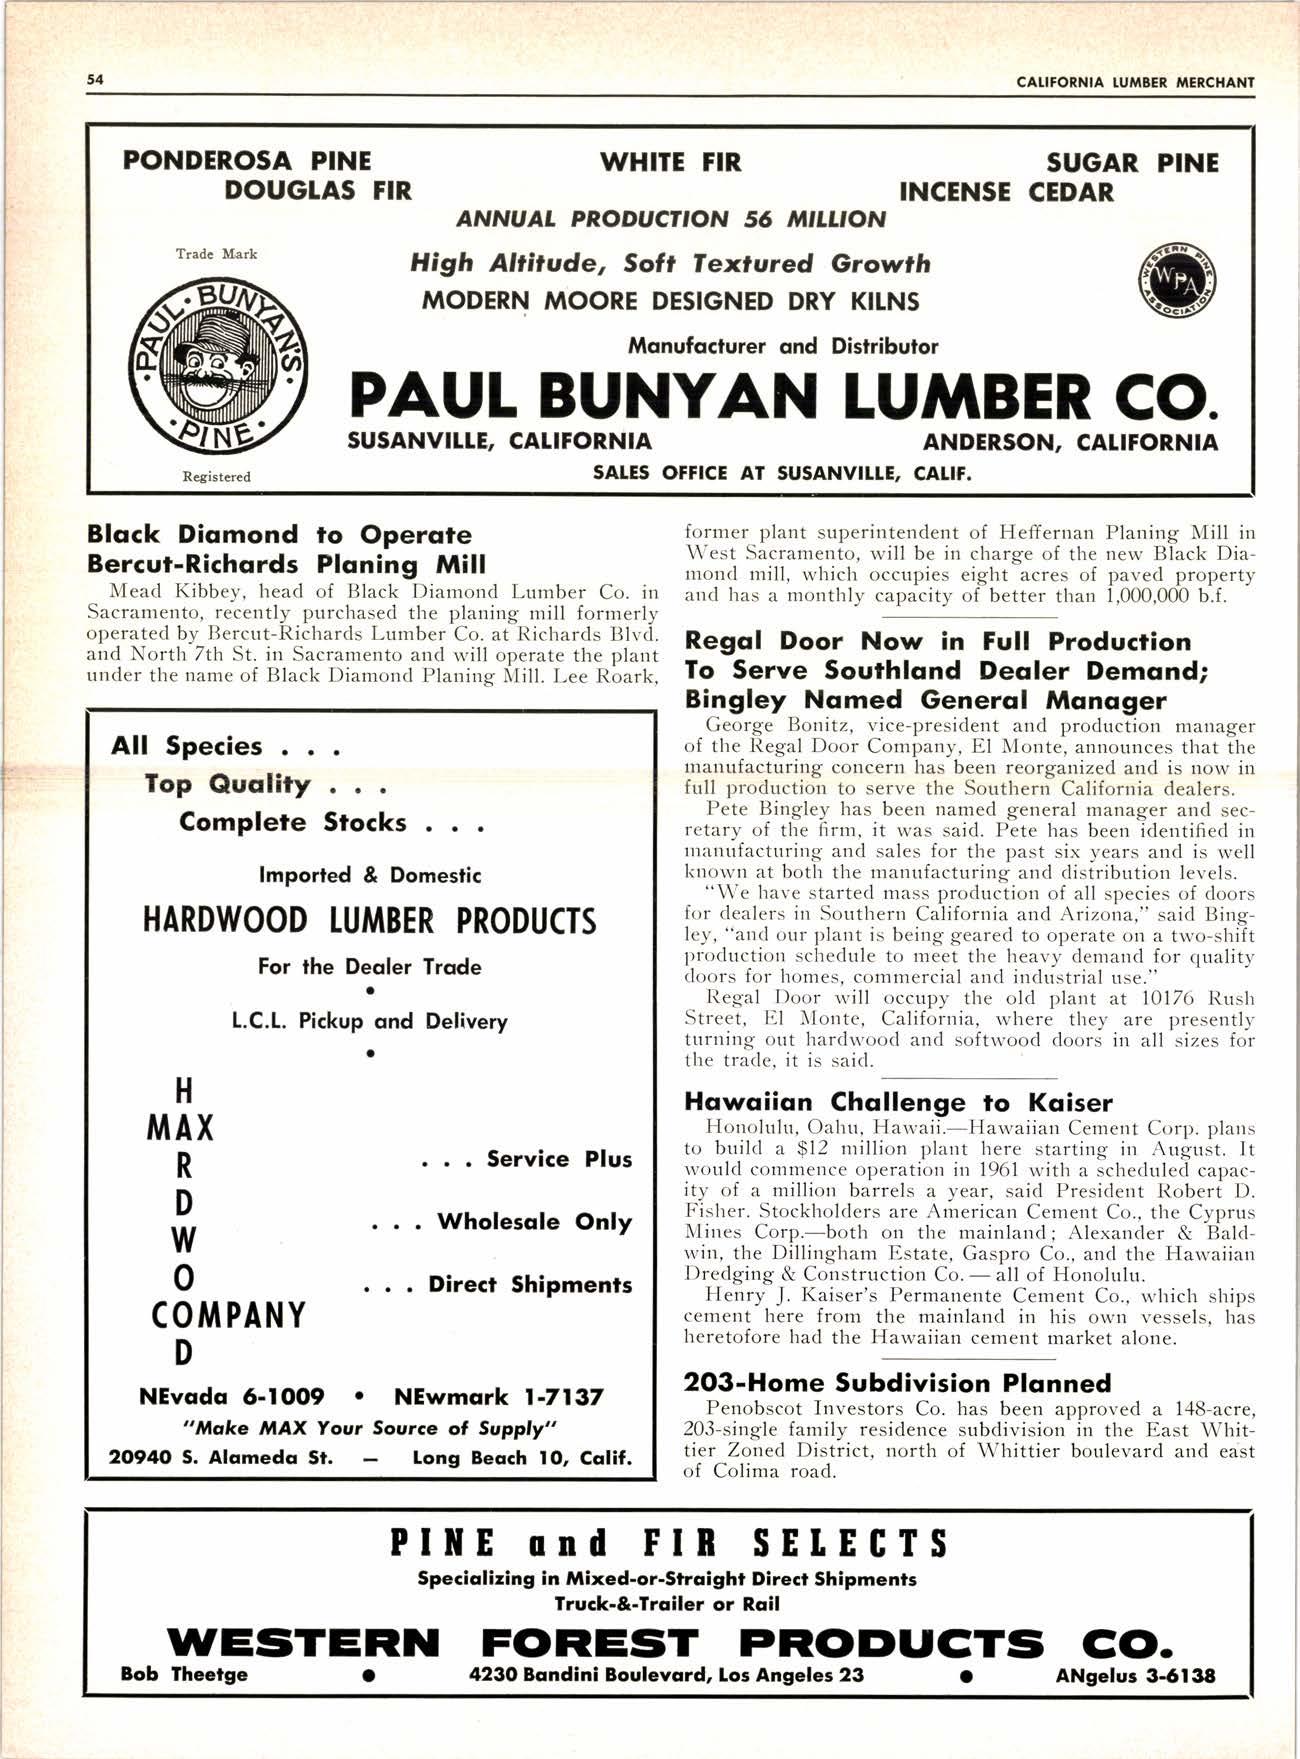 54
CALIFORNIA LUMBER MERCHANT
PONDEROSA PINE WHITE FIR SUGAR PINE
DOUGLAS FIR INCENSE CEDAR
ANNUAL PRODUCTION 56 MILLION
Trade Mark
High Altitude, Soft Textured Growth
MODERN MOORE DESIGNED DRY KILNS
WESTERN PINE ASSOCIATION
WPA
PAUL BUNYAN'S
PINE
Registered
Manufacturer and Distributor
PAUL BUNYAN LUMBER CO.
SUSANVILLE, CALIFORNIA ANDERSON, CALIFORNIA
SALES OFFICE AT SUSANVILLE, CALIF.
Black Diamond to Operate
Bercut-Richards Planing Mill
Mead Kibbey, head of Black Diamond Lumber Co. in
Sacramento, recently purchased the planing mill formerly
operated by Bercut-Richards Lumber Co. at Richards Blvd.
and North 7th St. in Sacramento and will operate the plant
under the name of Black Diamond Planing Mill. Lee Roark,
former plant superintendent of Heffernan Planing Mill in
West Sacramento, will be in charge of the new Black Dia-
mond mill, which occupies eight acres of paved property
and has a monthly capacity of better than 1,000,000 b.f.
Regal Door Now in Full Production
To Serve Southland Dealer Demand;
Bingley Named General Manager
George Bonitz, vice-president and production manager
of the Regal Door Company, El Monte, announces that the
manufacturing concern has been reorganized and is now in
full production to serve the Southern California dealers.
Pete Bingley has been named general manager and sec-
retary of the firm, it was said. Pete has been identified in
manufacturing and sales for the past six years and is well
known at both the manufacturing and distribution levels.
"We have started mass production of all species of doors
for dealers in Southern California and Arizona," said Bing-
ley, "and our plant is being geared to operate on a two-shift
production schedule to meet the heavy demand for quality
doors for homes, commercial and industrial use."
Regal Door will occupy the old plant at 10176 Rush
Street, El Monte, California, where they are presently
turning out hardwood and softwood doors in all sizes for
the trade, it is said.
Hawaiian Challenge to Kaiser
Honolulu, Oahu, Hawaii.—Hawaiian Cement Corp. plans
to build a $12 million plant here starting in August. It
would commence operation in 1961 with a scheduled capac-
ity of a million barrels a year, said President Robert D.
Fisher. Stockholders are American Cement Co., the Cyprus
Mines Corp.—both on the mainland; Alexander & Bald-
win, the Dillingham Estate, Gaspro Co., and the Hawaiian
Dredging & Construction Co. — all of Honolulu.
Henry J. Kaiser's Permanente Cement Co., which ships
cement here from the mainland in his own vessels, has
heretofore had the Hawaiian cement market alone.
203-Home Subdivision Planned
Penobscot Investors Co. has been approved a 148-acre,
203-single family residence subdivision in the East Whit-
tier Zoned District, north of Whittier boulevard and east
of Colima road.
All Species . . .
Top Quality . . .
Complete Stocks . . .
Imported & Domestic
HARDWOOD LUMBER PRODUCTS
For the Dealer Trade
•
L.C.L. Pickup and Delivery
•
H
MAX
R
D
W
O
COMPANY
D
. . . Service Plus
. . . Wholesale Only
. . . Direct Shipments
NEvada 6-1009 • NEwmark 1-7137
"Make MAX Your Source of Supply"
20940 S. Alameda St. — Long Beach 10, Calif.
PINE and FIR SELECTS
Specializing in Mixed-or-Straight Direct Shipments
Truck-&-Trailer or Rail
WESTERN FOREST PRODUCTS CO.
Bob Theetge • 4230 Bandini Boulevard, Los Angeles 23 • ANgelus 3-6138